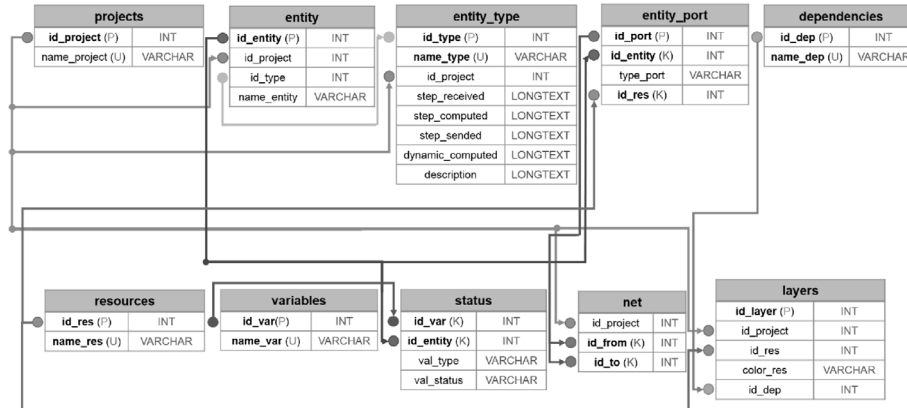 projects
id_project (P) INT
name_project (U) VARCHAR
entity
id_entity (P) INT
id_project INT
id_type INT
name_entity VARCHAR
entity_type
id_type (P) INT
name_type (U) VARCHAR
id_project INT
step_received LONGTEXT
step_computed LONGTEXT
step_sended LONGTEXT
dynamic_computed LONGTEXT
description LONGTEXT
entity_port
id_port (P) INT
id_entity (K) INT
type_port VARCHAR
id_res (K) INT
dependencies
id_dep (P) INT
name_dep (U) VARCHAR
resources
id_res (P) INT
name_res (U) VARCHAR
variables
id_var(P) INT
name_var (U) VARCHAR
status
id_var (K) INT
id_entity (K) INT
val_type VARCHAR
val_status VARCHAR
net
id_project INT
id_from (K) INT
id_to (K) INT
layers
id_layer (P) INT
id_project INT
id_res INT
color_res VARCHAR
id_dep INT